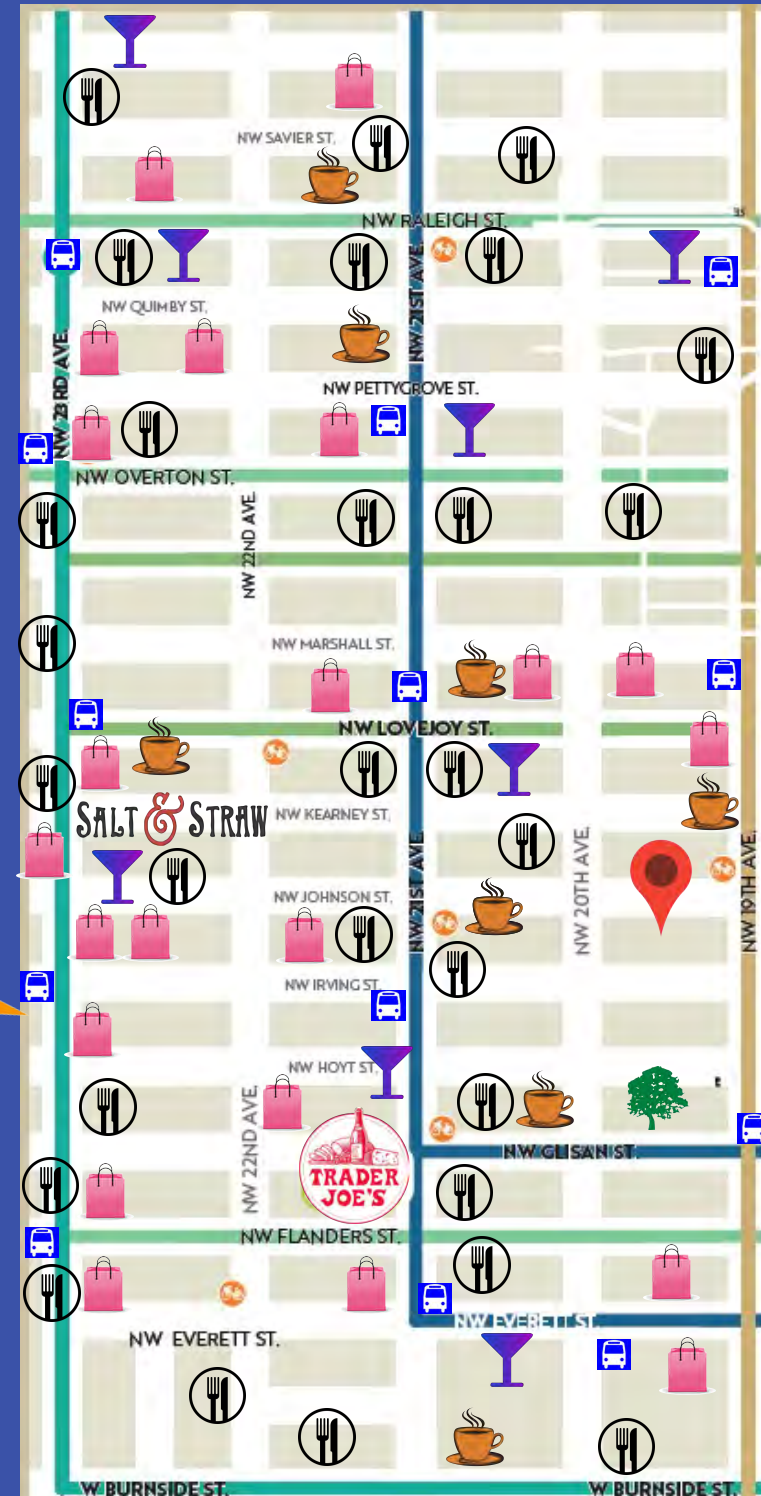 NW SAVIER ST.
NW RALEIGH ST.
NW QUIMBY ST.
NW 21ST AVE.
NW 23RD AVE.
NW PETTYGROVE ST.
NW OVERTON ST.
NW 22ND AVE.
NW MARSHALL ST.
NW LOVEJOY ST.
SALT & STRAW
NW KEARNEY ST.
NW 21ST AVE.
NW 20TH AVE.
NW 19TH AVE.
NW JOHNSON ST.
NW IRVING ST.
NW HOYT ST.
NW 22ND AVE.
TRADER
JOE'S
NW GLISAN ST.
NW FLANDERS ST.
NW EVERETT ST.
NW EVERETT ST.
W BURNSIDE ST.
W BURNSIDE ST.